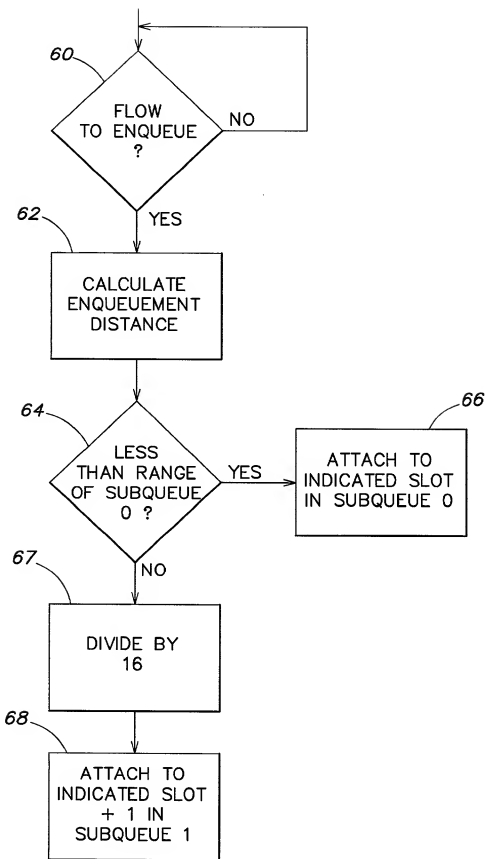 60
FLOW
TO ENQUEUE
?
NO
YES
62
CALCULATE
ENQUEUEMENT
DISTANCE
64
LESS
THAN RANGE
OF SUBQUEUE
0 ?
YES
66
ATTACH TO
INDICATED SLOT
IN SUBQUEUE 0
NO
67
DIVIDE BY
16
68
ATTACH TO
INDICATED SLOT
+ 1 IN
SUBQUEUE 1